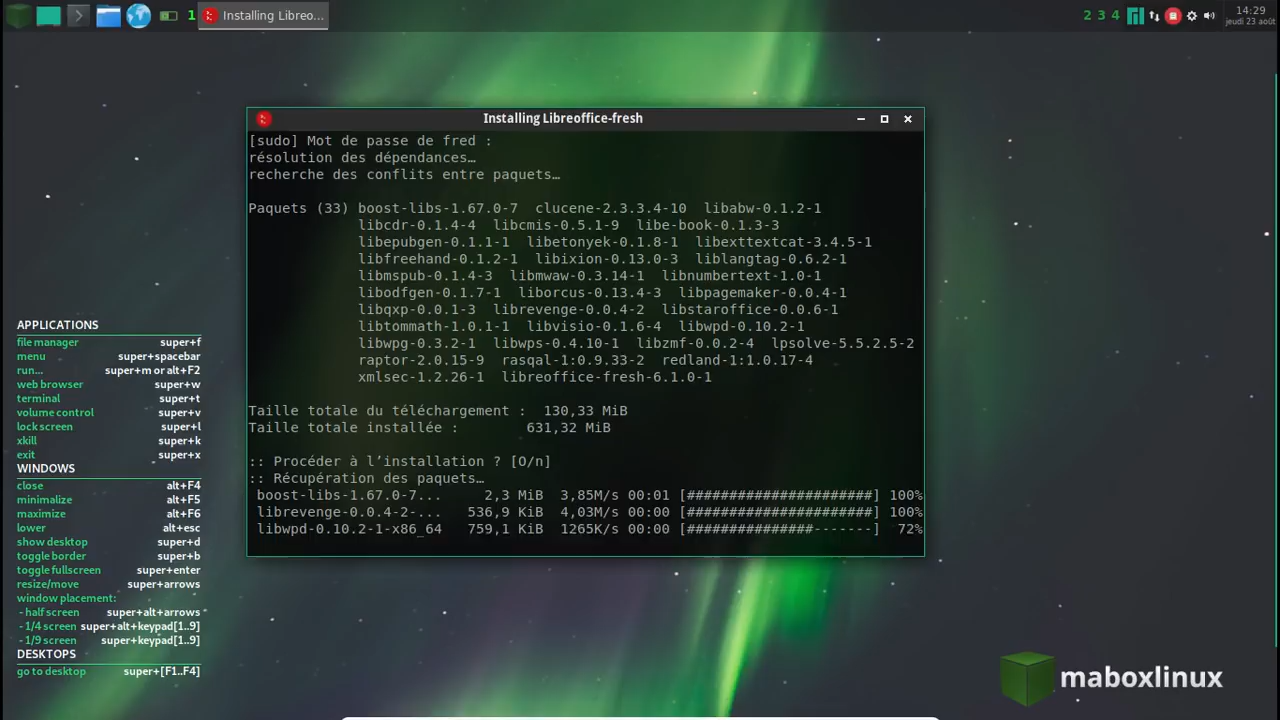 1
Installing Libreo...
2 3 4
14:29
jeudi 23 août
Installing Libreoffice-fresh
[sudo] Mot de passe de fred :
résolution des dépendances…
recherche des conflits entre paquets…
Paquets (33) boost-libs-1.67.0-7 clucene-2.3.3.4-10 libabw-0.1.2-1
libcdr-0.1.4-4 libcmis-0.5.1-9 libe-book-0.1.3-3
libepubgen-0.1.1-1 libetonyek-0.1.8-1 libexttextcat-3.4.5-1
libfreehand-0.1.2-1 libixion-0.13.0-3 liblangtag-0.6.2-1
libmspub-0.1.4-3 libmwaw-0.3.14-1 libnumbertext-1.0-1
libodfgen-0.1.7-1 liborcus-0.13.4-3 libpagemaker-0.0.4-1
libqxp-0.0.1-3 librevenge-0.0.4-2 libstaroffice-0.0.6-1
libtommath-1.0.1-1 libvisio-0.1.6-4 libwpd-0.10.2-1
libwpg-0.3.2-1 libwps-0.4.10-1 libzmf-0.0.2-4 lpsolve-5.5.2.5-2
raptor-2.0.15-9 rasqal-1:0.9.33-2 redland-1:1.0.17-4
xmlsec-1.2.26-1 libreoffice-fresh-6.1.0-1
Taille totale du téléchargement : 130,33 MiB
Taille totale installée : 631,32 MiB
:: Procéder à l’installation ? [O/n]
:: Récupération des paquets…
boost-libs-1.67.0-7... 2,3 MiB 3,85M/s 00:01 [######################] 100%
librevenge-0.0.4-2-... 536,9 KiB 4,03M/s 00:00 [######################] 100%
libwpd-0.10.2-1-x86_64 759,1 KiB 1265K/s 00:00 [###############-------] 72%
APPLICATIONS
file manager super+f
menu super+spacebar
run... super+m or alt+F2
web browser super+w
terminal super+t
volume control super+v
lock screen super+l
xkill super+k
exit super+x
WINDOWS
close alt+F4
minimalize alt+F5
maximize alt+F6
lower alt+esc
show desktop super+d
toggle border super+b
toggle fullscreen super+enter
resize/move super+arrows
window placement:
- half screen super+alt+arrows
- 1/4 screen super+alt+keypad[1..9]
- 1/9 screen super+keypad[1..9]
DESKTOPS
go to desktop super+[F1..F4]
maboxlinux